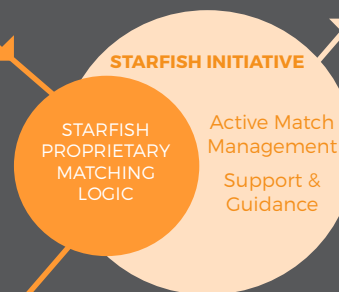 STARFISH INITIATIVE
STARFISH
PROPRIETARY
MATCHING
LOGIC
Active Match
Management
Support &
Guidance